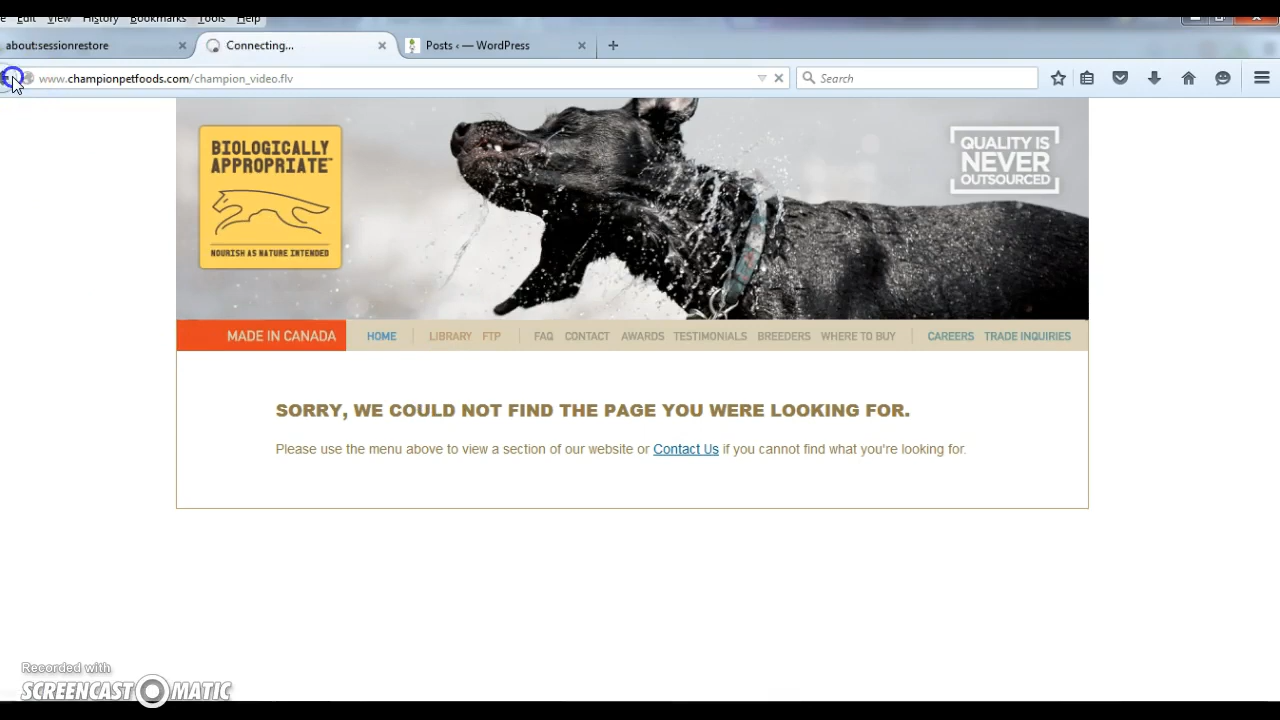 Edit View History Bookmarks Tools Help
about:sessionrestore
Connecting...
Posts ‹ — WordPress
www.championpetfoods.com/champion_video.flv
Search
BIOLOGICALLY
APPROPRIATE™
NOURISH AS NATURE INTENDED
QUALITY IS
NEVER
OUTSOURCED
MADE IN CANADA
HOME
LIBRARY FTP
FAQ CONTACT AWARDS TESTIMONIALS BREEDERS WHERE TO BUY
CAREERS TRADE INQUIRIES
SORRY, WE COULD NOT FIND THE PAGE YOU WERE LOOKING FOR.
Please use the menu above to view a section of our website or Contact Us if you cannot find what you're looking for.
Recorded with
SCREENCAST MATIC